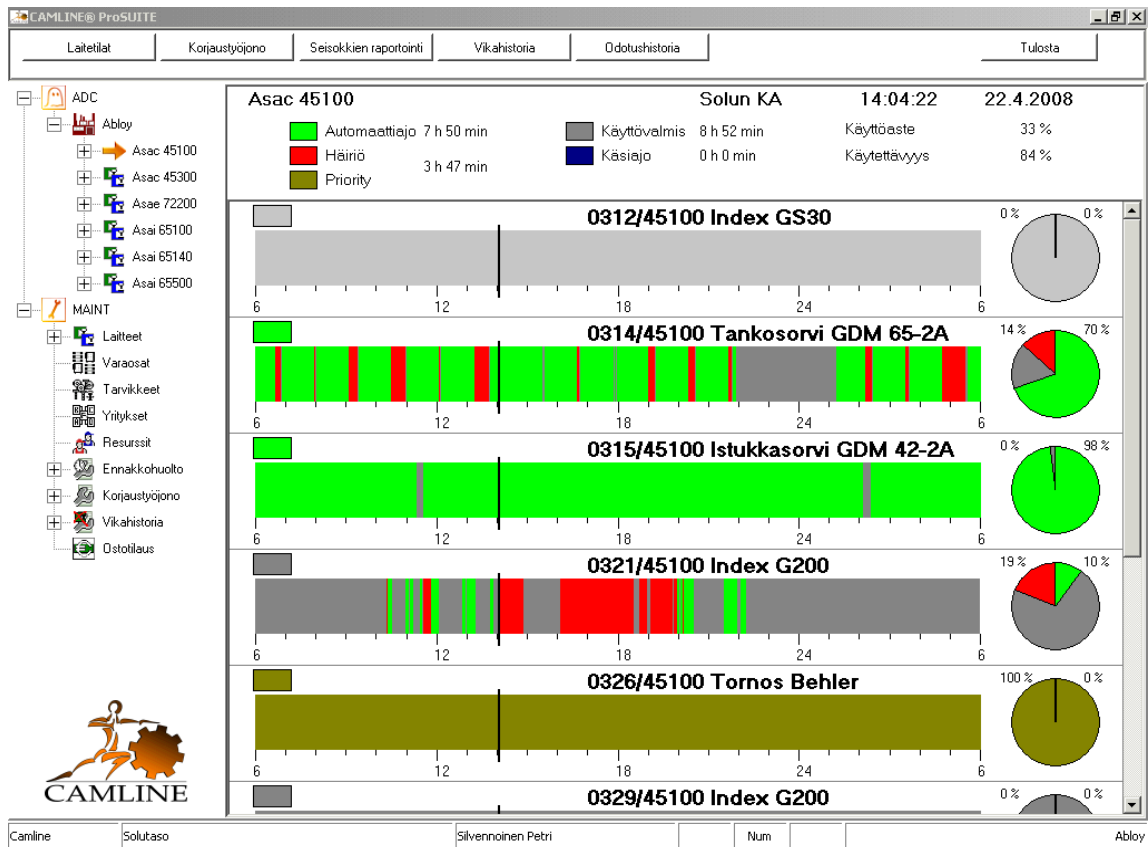 CAMLINE® ProSUITE
Laitetilat Korjaustyöjono Seisokkien raportointi Vikahistoria Odotushistoria Tulosta
ADC
Abloy
Asac 45100
Asac 45300
Asae 72200
Asai 65100
Asai 65140
Asai 65500
MAINT
Laitteet
Varaosat
Tarvikkeet
Yritykset
Resurssit
Ennakkohuolto
Korjaustyöjono
Vikahistoria
Ostotilaus
CAMLINE
Asac 45100 Solun KA 14:04:22 22.4.2008
Automaattiajo 7 h 50 min Käyttövalmis 8 h 52 min Käyttöaste 33 %
Häiriö 3 h 47 min Käsiajo 0 h 0 min Käytettävyys 84 %
Priority
0312/45100 Index GS30 0 % 0 %
6 12 18 24 6
0314/45100 Tankosorvi GDM 65-2A 14 % 70 %
6 12 18 24 6
0315/45100 Istukkasorvi GDM 42-2A 0 % 98 %
6 12 18 24 6
0321/45100 Index G200 19 % 10 %
6 12 18 24 6
0326/45100 Tornos Behler 100 % 0 %
6 12 18 24 6
0329/45100 Index G200 0 % 0 %
Camline Solutaso Silvennoinen Petri Num Abloy